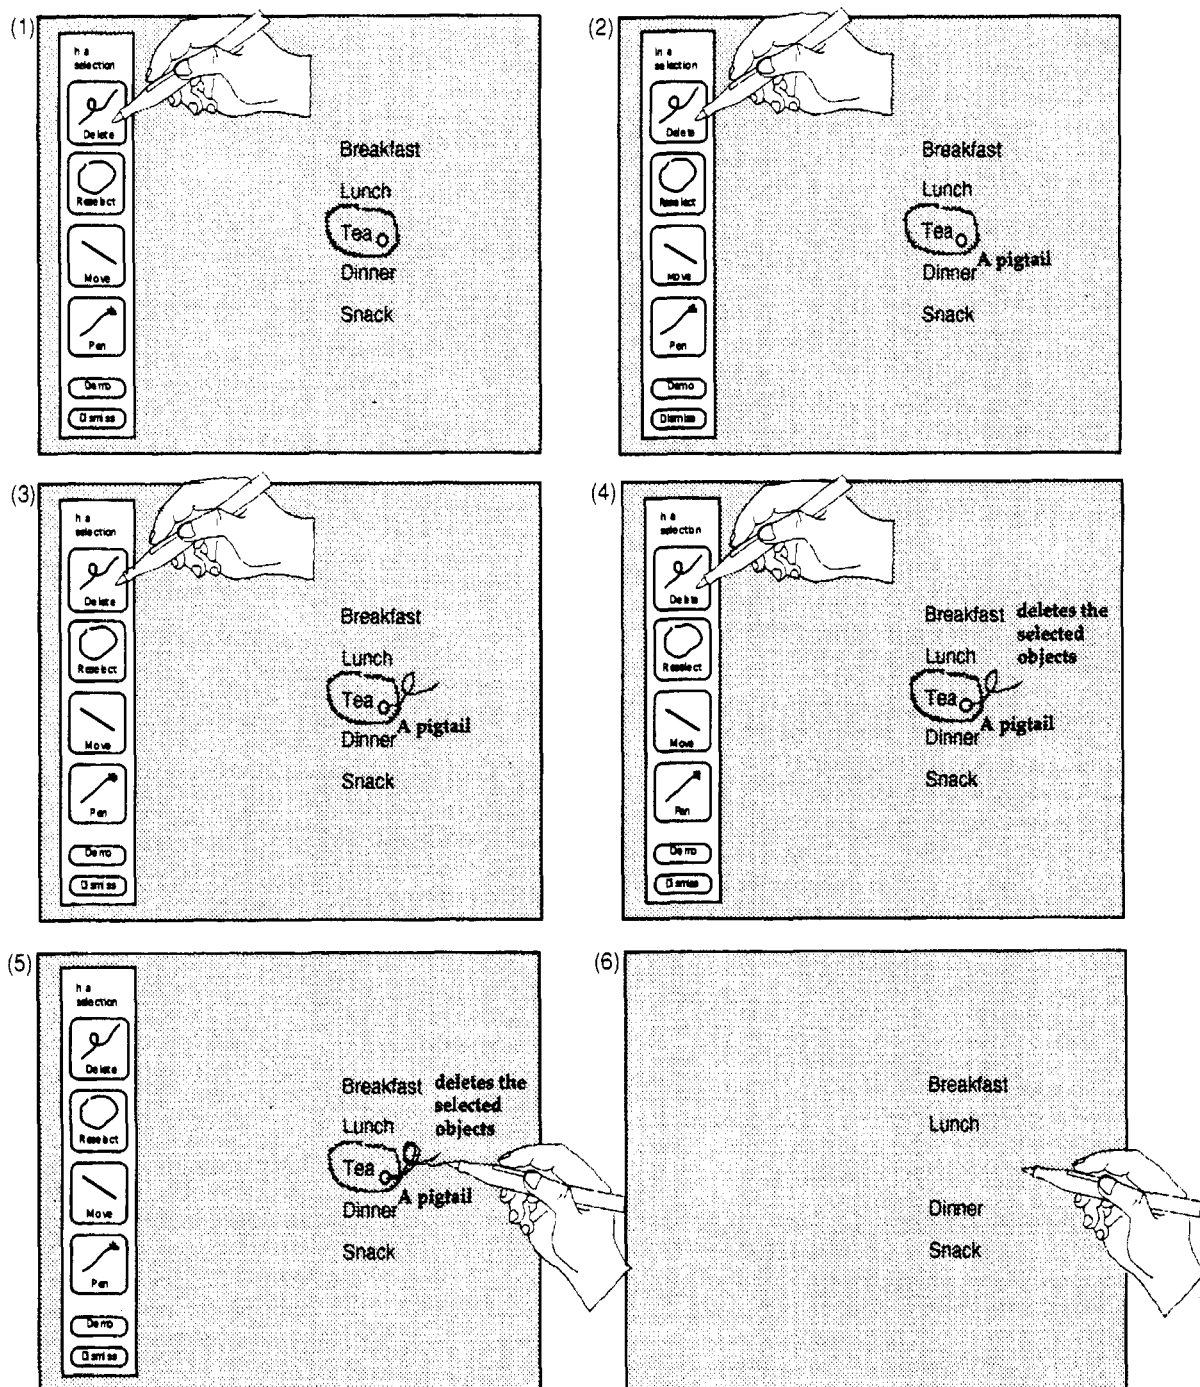 (1)
h a
selection
Delete
Reselect
Move
Pen
Demo
Dismiss
Breakfast
Lunch
Tea
Dinner
Snack
(2)
In a
selection
Delete
Reselect
Move
Pen
Demo
Dismiss
Breakfast
Lunch
Tea
A pigtail
Dinner
Snack
(3)
h a
selection
Delete
Reselect
Move
Pen
Demo
Dismiss
Breakfast
Lunch
Tea
A pigtail
Dinner
Snack
(4)
h a
selection
Delete
Reselect
Move
Pen
Demo
Dismiss
Breakfast deletes the
selected
Lunch objects
Tea
A pigtail
Dinner
Snack
(5)
h a
selection
Delete
Reselect
Move
Pen
Demo
Dismiss
Breakfast deletes the
selected
Lunch objects
Tea
A pigtail
Dinner
Snack
(6)
Breakfast
Lunch
Dinner
Snack